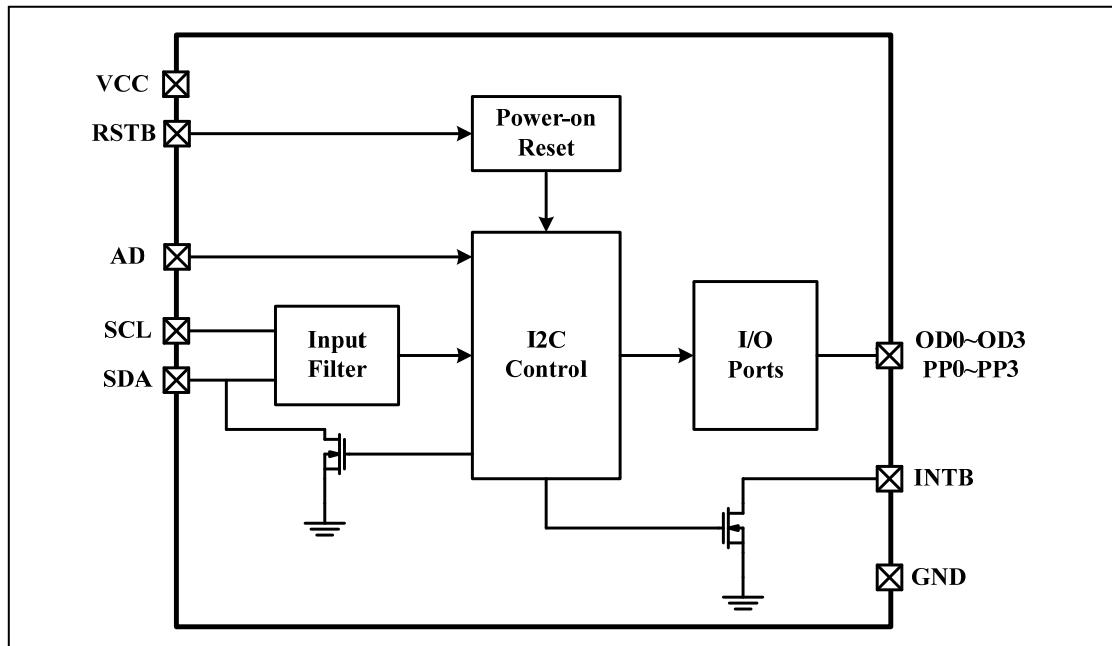 VCC
RSTB
Power-on
Reset
AD
SCL
SDA
Input
Filter
I2C
Control
I/O
Ports
OD0~OD3
PP0~PP3
INTB
GND